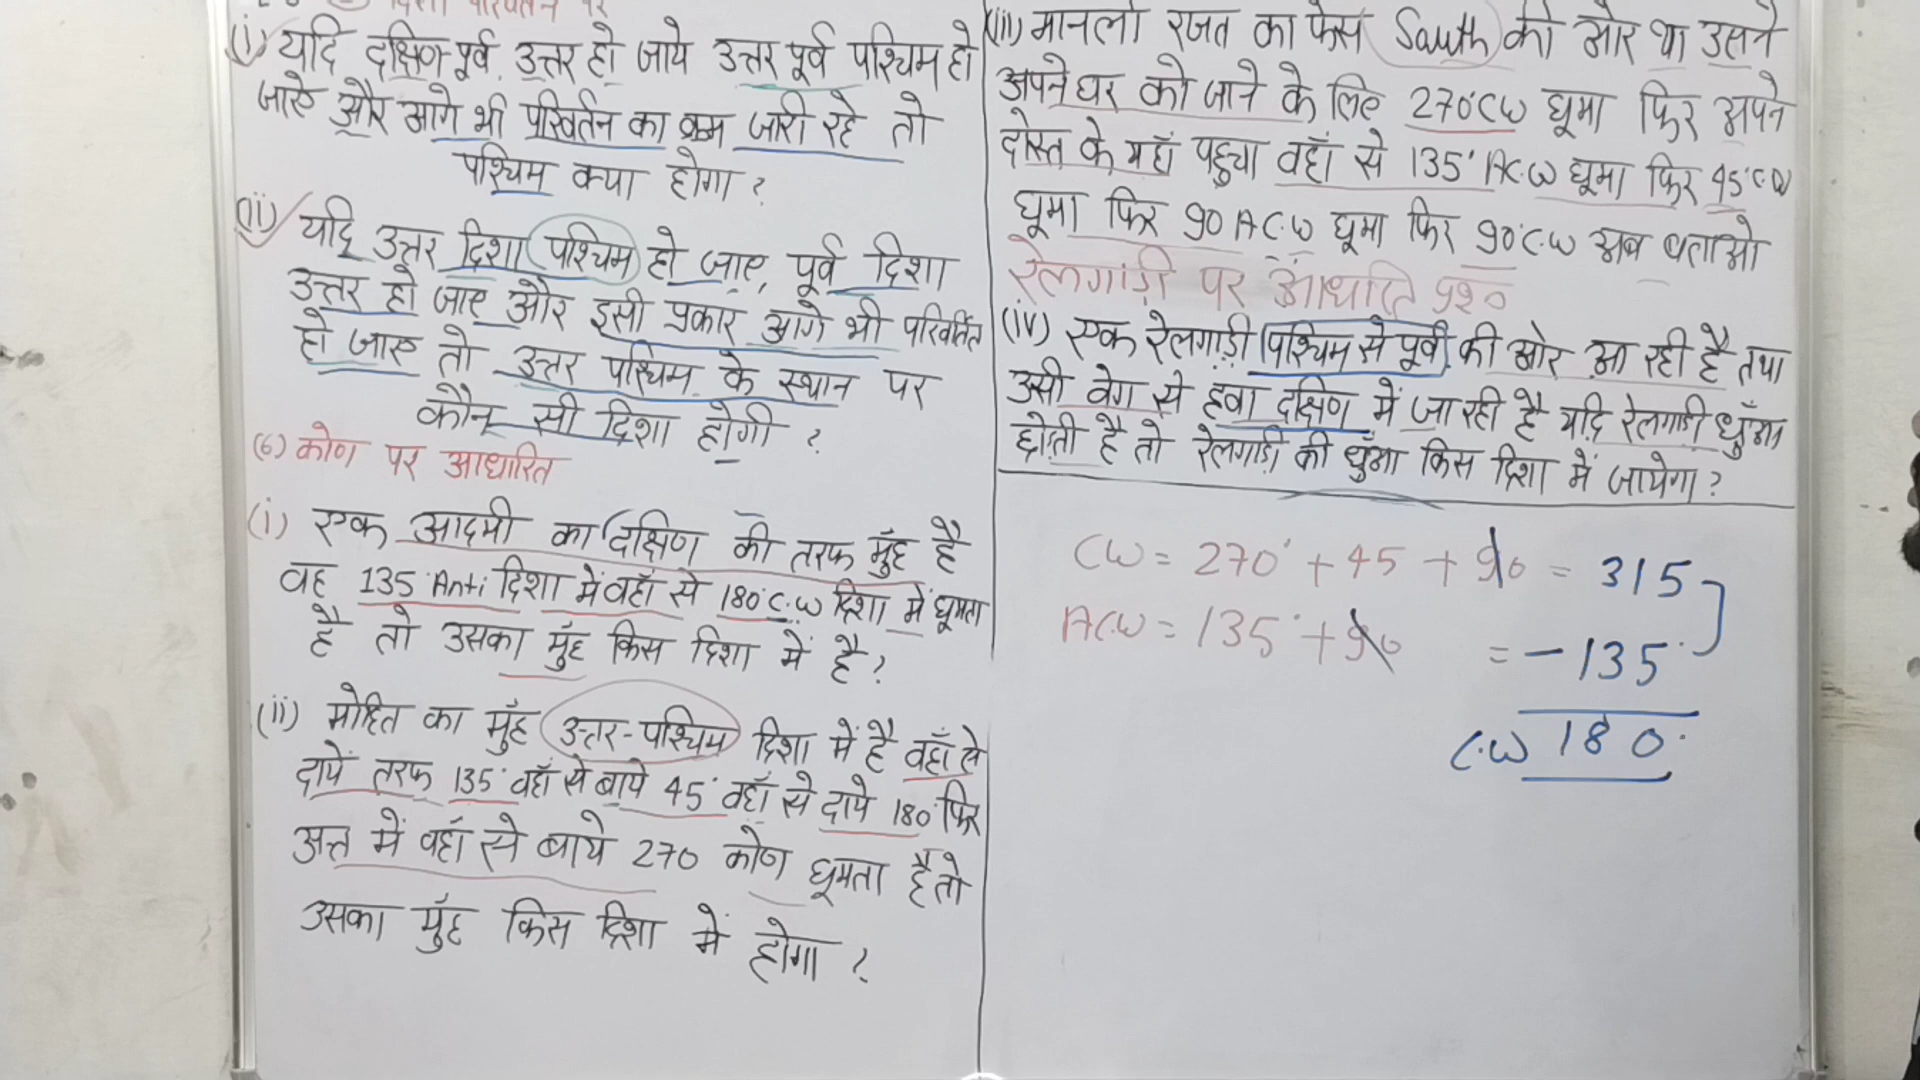 दिशा परिवर्तन पर
(i) यदि दक्षिण पूर्व, उत्तर हो जाये उत्तर पूर्व पश्चिम हो
जाए और आगे भी परिवर्तन का क्रम जारी रहे तो
पश्चिम क्या होगा ?
(ii) यदि उत्तर दिशा पश्चिम हो जाए, पूर्व दिशा
उत्तर हो जाए और इसी प्रकार आगे भी परिवर्तित
हो जाए तो उत्तर पश्चिम के स्थान पर
कौन सी दिशा होगी ?
(6) कोण पर आधारित
(i) एक आदमी का दक्षिण की तरफ मुँह है
वह 135° Anti दिशा में वहाँ से 180° C.W दिशा में घूमता
है तो उसका मुँह किस दिशा में है ?
(ii) मोहित का मुँह उत्तर-पश्चिम दिशा में है वहाँ से
दायें तरफ 135° वहाँ से बाये 45° वहाँ से दाये 180° फिर
अन्त में वहाँ से बाये 270 कोण घूमता है तो
उसका मुँह किस दिशा में होगा ?
(iii) मानलो रजत का फेस South की ओर था उसने
अपने घर को जाने के लिए 270° CW घूमा फिर अपने
दोस्त के यहाँ पहुचा वहाँ से 135° A.C.W घूमा फिर 45° C.W
घूमा फिर 90 A.C.W घूमा फिर 90° C.W अब बताओ
रेलगाड़ी पर आधारित प्रश्न
(iv) एक रेलगाड़ी पश्चिम से पूर्व की ओर आ रही है तथा
उसी वेग से हवा दक्षिण में जा रही है यदि रेलगाड़ी धुँआ
छोती है तो रेलगाड़ी की धुँआ किस दिशा में जायेगा ?
CW = 270° + 45 + 90 = 315
A.C.W = 135° + 90 = - 135°
C.W 180°